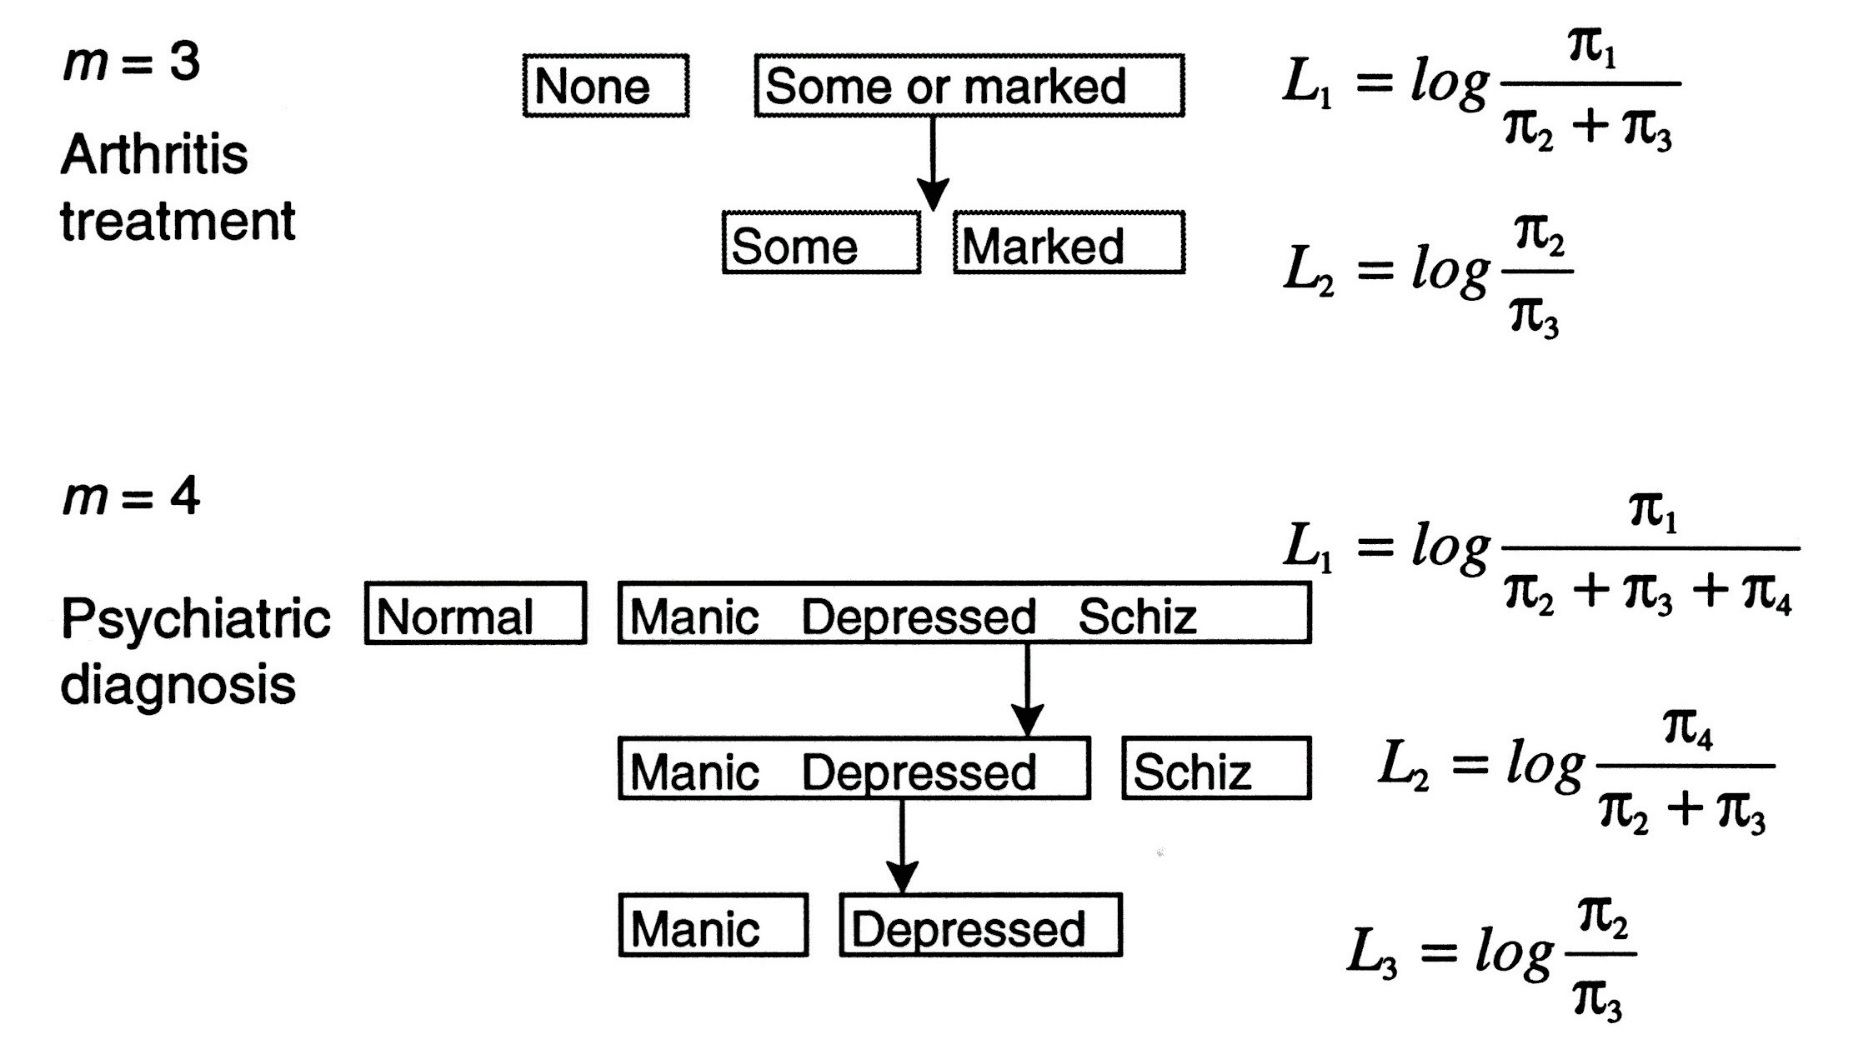 m = 3
None Some or marked L₁ = log π₁ / (π₂ + π₃)
Arthritis
treatment
Some Marked L₂ = log π₂ / π₃
m = 4
L₁ = log π₁ / (π₂ + π₃ + π₄)
Psychiatric Normal Manic Depressed Schiz
diagnosis
Manic Depressed Schiz L₂ = log π₄ / (π₂ + π₃)
Manic Depressed L₃ = log π₂ / π₃